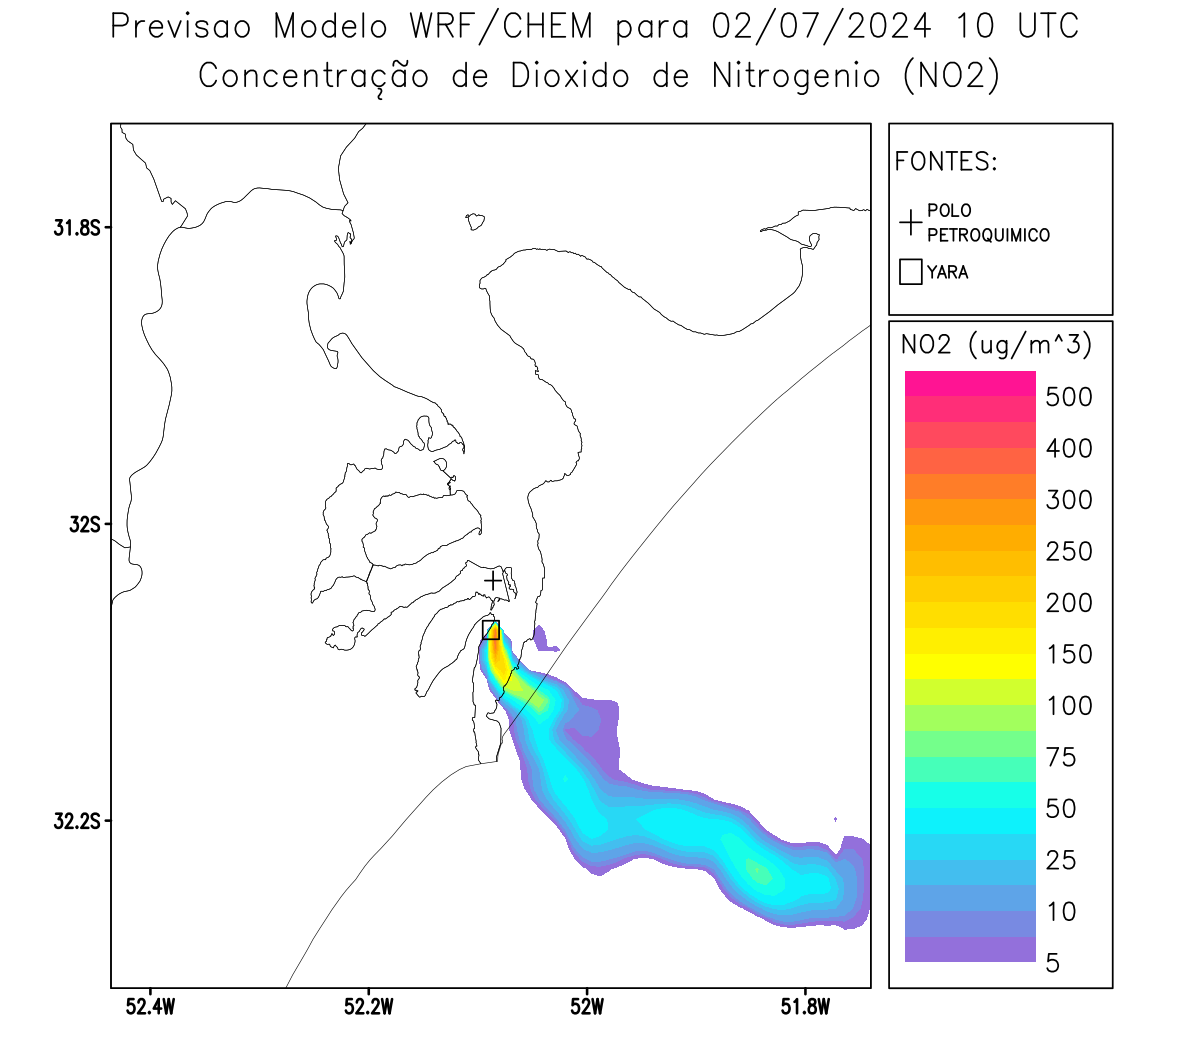 Previsao Modelo WRF/CHEM para 02/07/2024 10 UTC
Concentração de Dioxido de Nitrogenio (NO2)
FONTES:
POLO
PETROQUIMICO
YARA
NO2 (ug/m^3)
500
400
300
250
200
150
100
75
50
25
10
5
31.8S
32S
32.2S
52.4W
52.2W
52W
51.8W